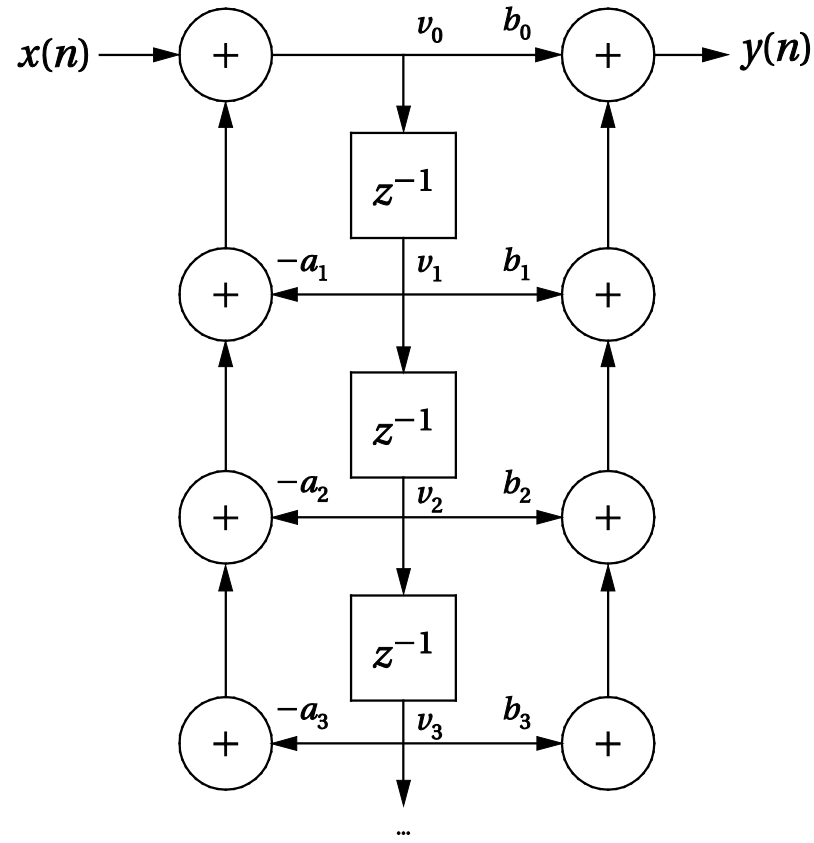 x(n) + v₀ b₀ + y(n)
z⁻¹
+ −a₁ v₁ b₁ +
z⁻¹
+ −a₂ v₂ b₂ +
z⁻¹
+ −a₃ v₃ b₃ +
...